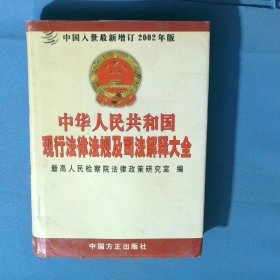 中国入世最新增订2002年版
中华人民共和国
现行法律法规及司法解释大全
最高人民检察院法律政策研究室 编
中国方正出版社